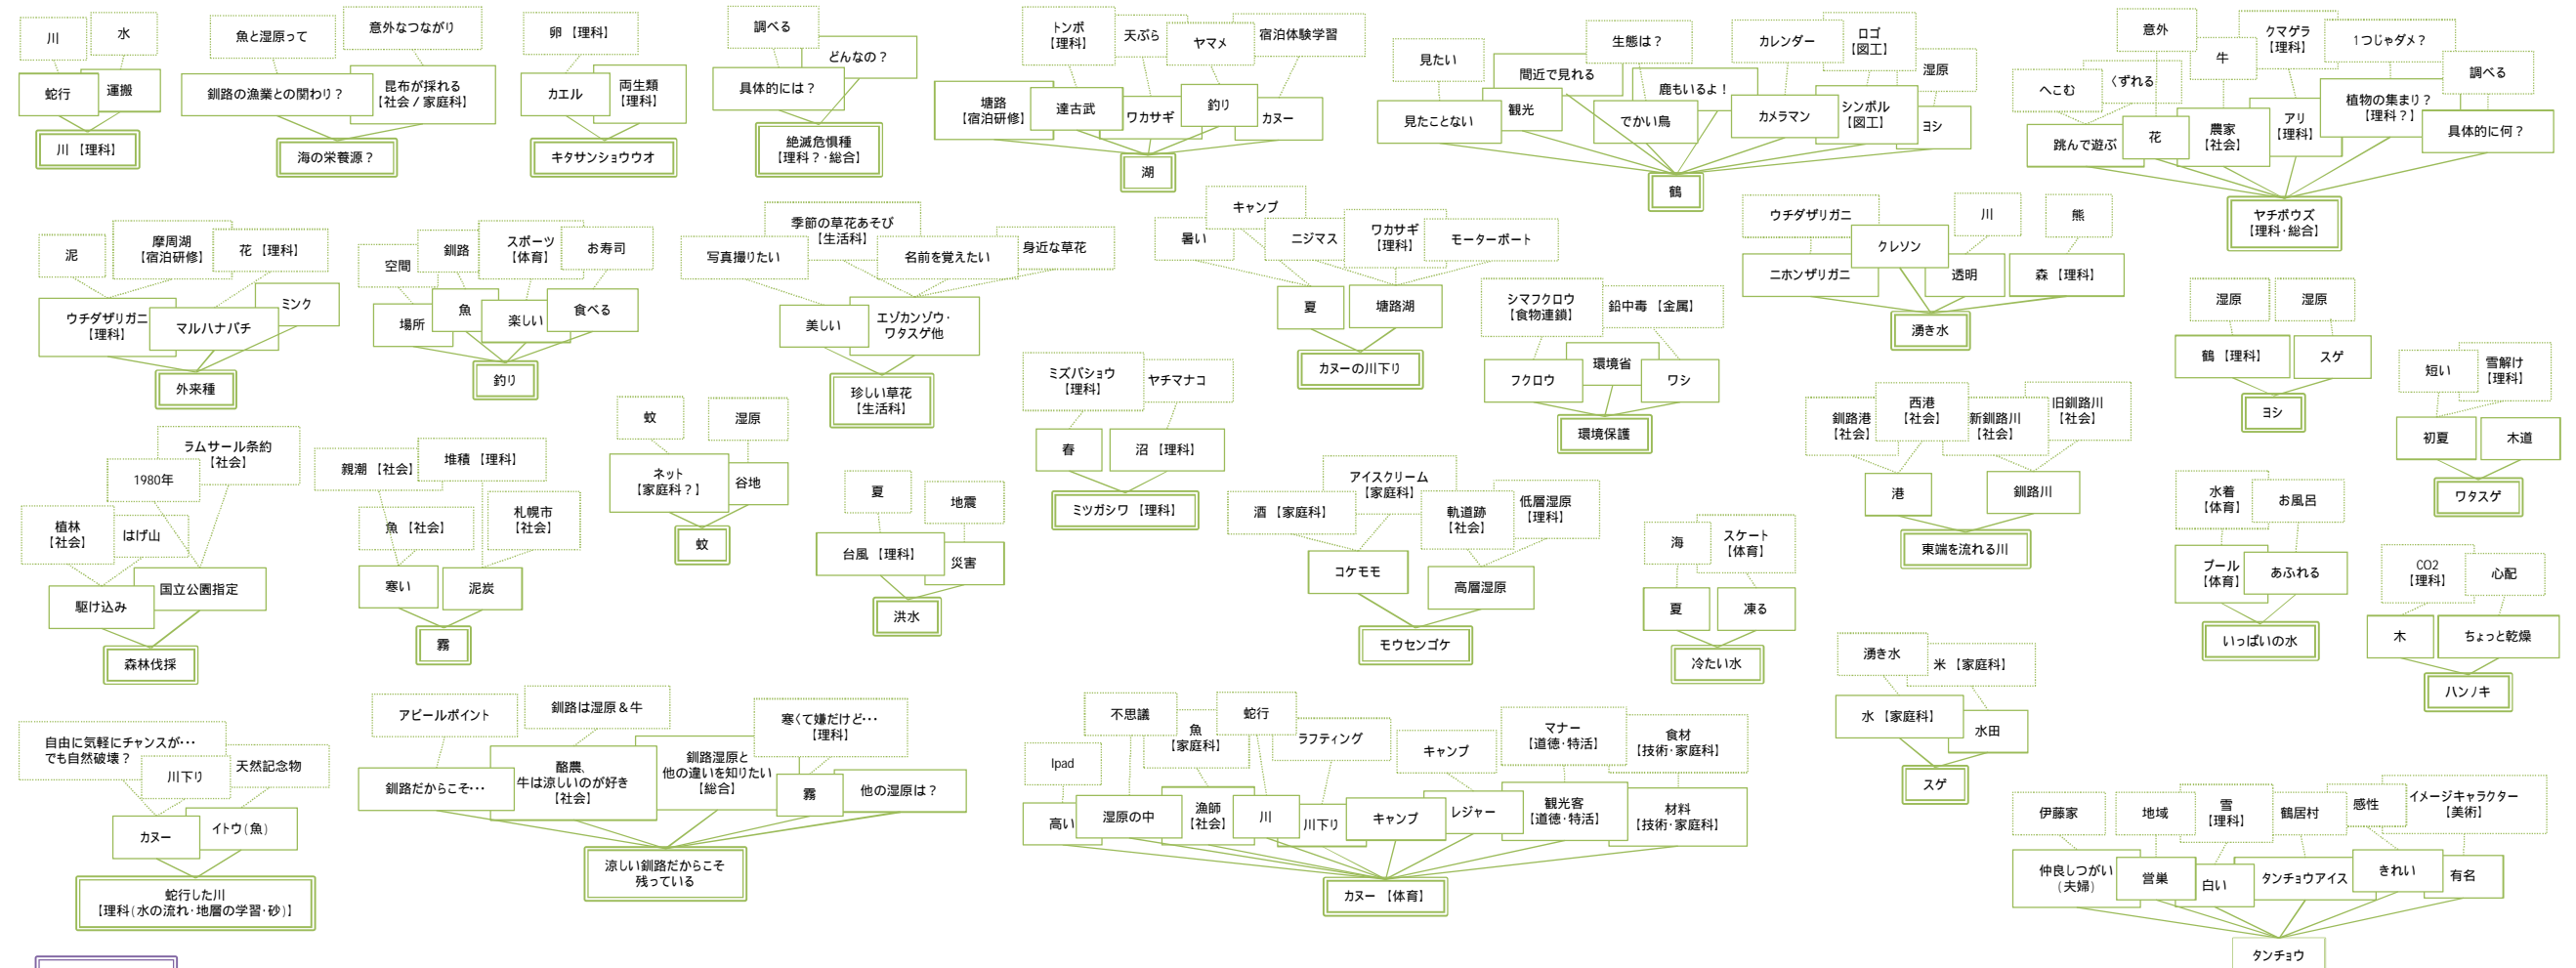 川
水
蛇行
運搬
川 【理科】
魚と湿原って
意外なつながり
釧路の漁業との関わり?
昆布が採れる
【社会/家庭科】
海の栄養源?
卵 【理科】
カエル
両生類
【理科】
キタサンショウウオ
調べる
どんなの?
具体的には?
絶滅危惧種
【理科?・総合】
トンボ
【理科】
天ぷら
ヤマメ
宿泊体験学習
塘路
【宿泊研修】
達古武
ワカサギ
釣り
カヌー
湖
見たい
生態は?
カレンダー
ロゴ
【図工】
湿原
間近で見れる
鹿もいるよ!
見たことない
観光
でかい鳥
カメラマン
シンボル
【図工】
ヨシ
鶴
意外
クマゲラ
【理科】
1つじゃダメ?
牛
調べる
へこむ
くずれる
跳んで遊ぶ
花
農家
【社会】
アリ
【理科】
植物の集まり?
【理科?】
具体的に何?
ヤチボウズ
【理科・総合】
泥
摩周湖
【宿泊研修】
花 【理科】
ウチダザリガニ
【理科】
マルハナバチ
ミンク
外来種
空間
釧路
スポーツ
【体育】
お寿司
場所
魚
楽しい
食べる
釣り
季節の草花あそび
【生活科】
写真撮りたい
名前を覚えたい
身近な草花
美しい
エゾカンゾウ・
ワタスゲ他
珍しい草花
【生活科】
キャンプ
暑い
ニジマス
ワカサギ
【理科】
モーターボート
夏
塘路湖
カヌーの川下り
シマフクロウ
【食物連鎖】
鉛中毒 【金属】
フクロウ
環境省
ワシ
環境保護
ウチダザリガニ
クレソン
川
熊
ニホンザリガニ
透明
森 【理科】
湧き水
湿原
湿原
鶴 【理科】
スゲ
ヨシ
短い
雪解け
【理科】
初夏
木道
ワタスゲ
ラムサール条約
【社会】
1980年
植林
【社会】
はげ山
駆け込み
国立公園指定
森林伐採
親潮 【社会】
堆積 【理科】
魚 【社会】
札幌市
【社会】
寒い
泥炭
霧
蚊
湿原
ネット
【家庭科?】
谷地
蚊
夏
地震
台風 【理科】
災害
洪水
ミズバショウ
【理科】
ヤチマナコ
春
沼 【理科】
ミツガシワ 【理科】
アイスクリーム
【家庭科】
酒 【家庭科】
軌道跡
【社会】
低層湿原
【理科】
コケモモ
高層湿原
モウセンゴケ
海
スケート
【体育】
夏
凍る
冷たい水
釧路港
【社会】
西港
【社会】
新釧路川
【社会】
旧釧路川
【社会】
港
釧路川
東端を流れる川
水着
【体育】
お風呂
プール
【体育】
あふれる
いっぱいの水
CO2
【理科】
心配
木
ちょっと乾燥
ハンノキ
湧き水
米 【家庭科】
水 【家庭科】
水田
スゲ
自由に気軽にチャンスが・・・
でも自然破壊?
川下り
天然記念物
カヌー
イトウ(魚)
蛇行した川
【理科(水の流れ・地層の学習・砂)】
アピールポイント
釧路は湿原&牛
寒くて嫌だけど・・・
【理科】
釧路だからこそ・・・
酪農、
牛は涼しいのが好き
【社会】
釧路湿原と
他の違いを知りたい
【総合】
霧
他の湿原は?
涼しい釧路だからこそ
残っている
Ipad
不思議
魚
【家庭科】
蛇行
ラフティング
キャンプ
マナー
【道徳・特活】
食材
【技術・家庭科】
高い
湿原の中
漁師
【社会】
川
川下り
キャンプ
レジャー
観光客
【道徳・特活】
材料
【技術・家庭科】
カヌー 【体育】
伊藤家
地域
雪
【理科】
鶴居村
感性
イメージキャラクター
【美術】
仲良しつがい
(夫婦)
営巣
白い
タンチョウアイス
きれい
有名
タンチョウ